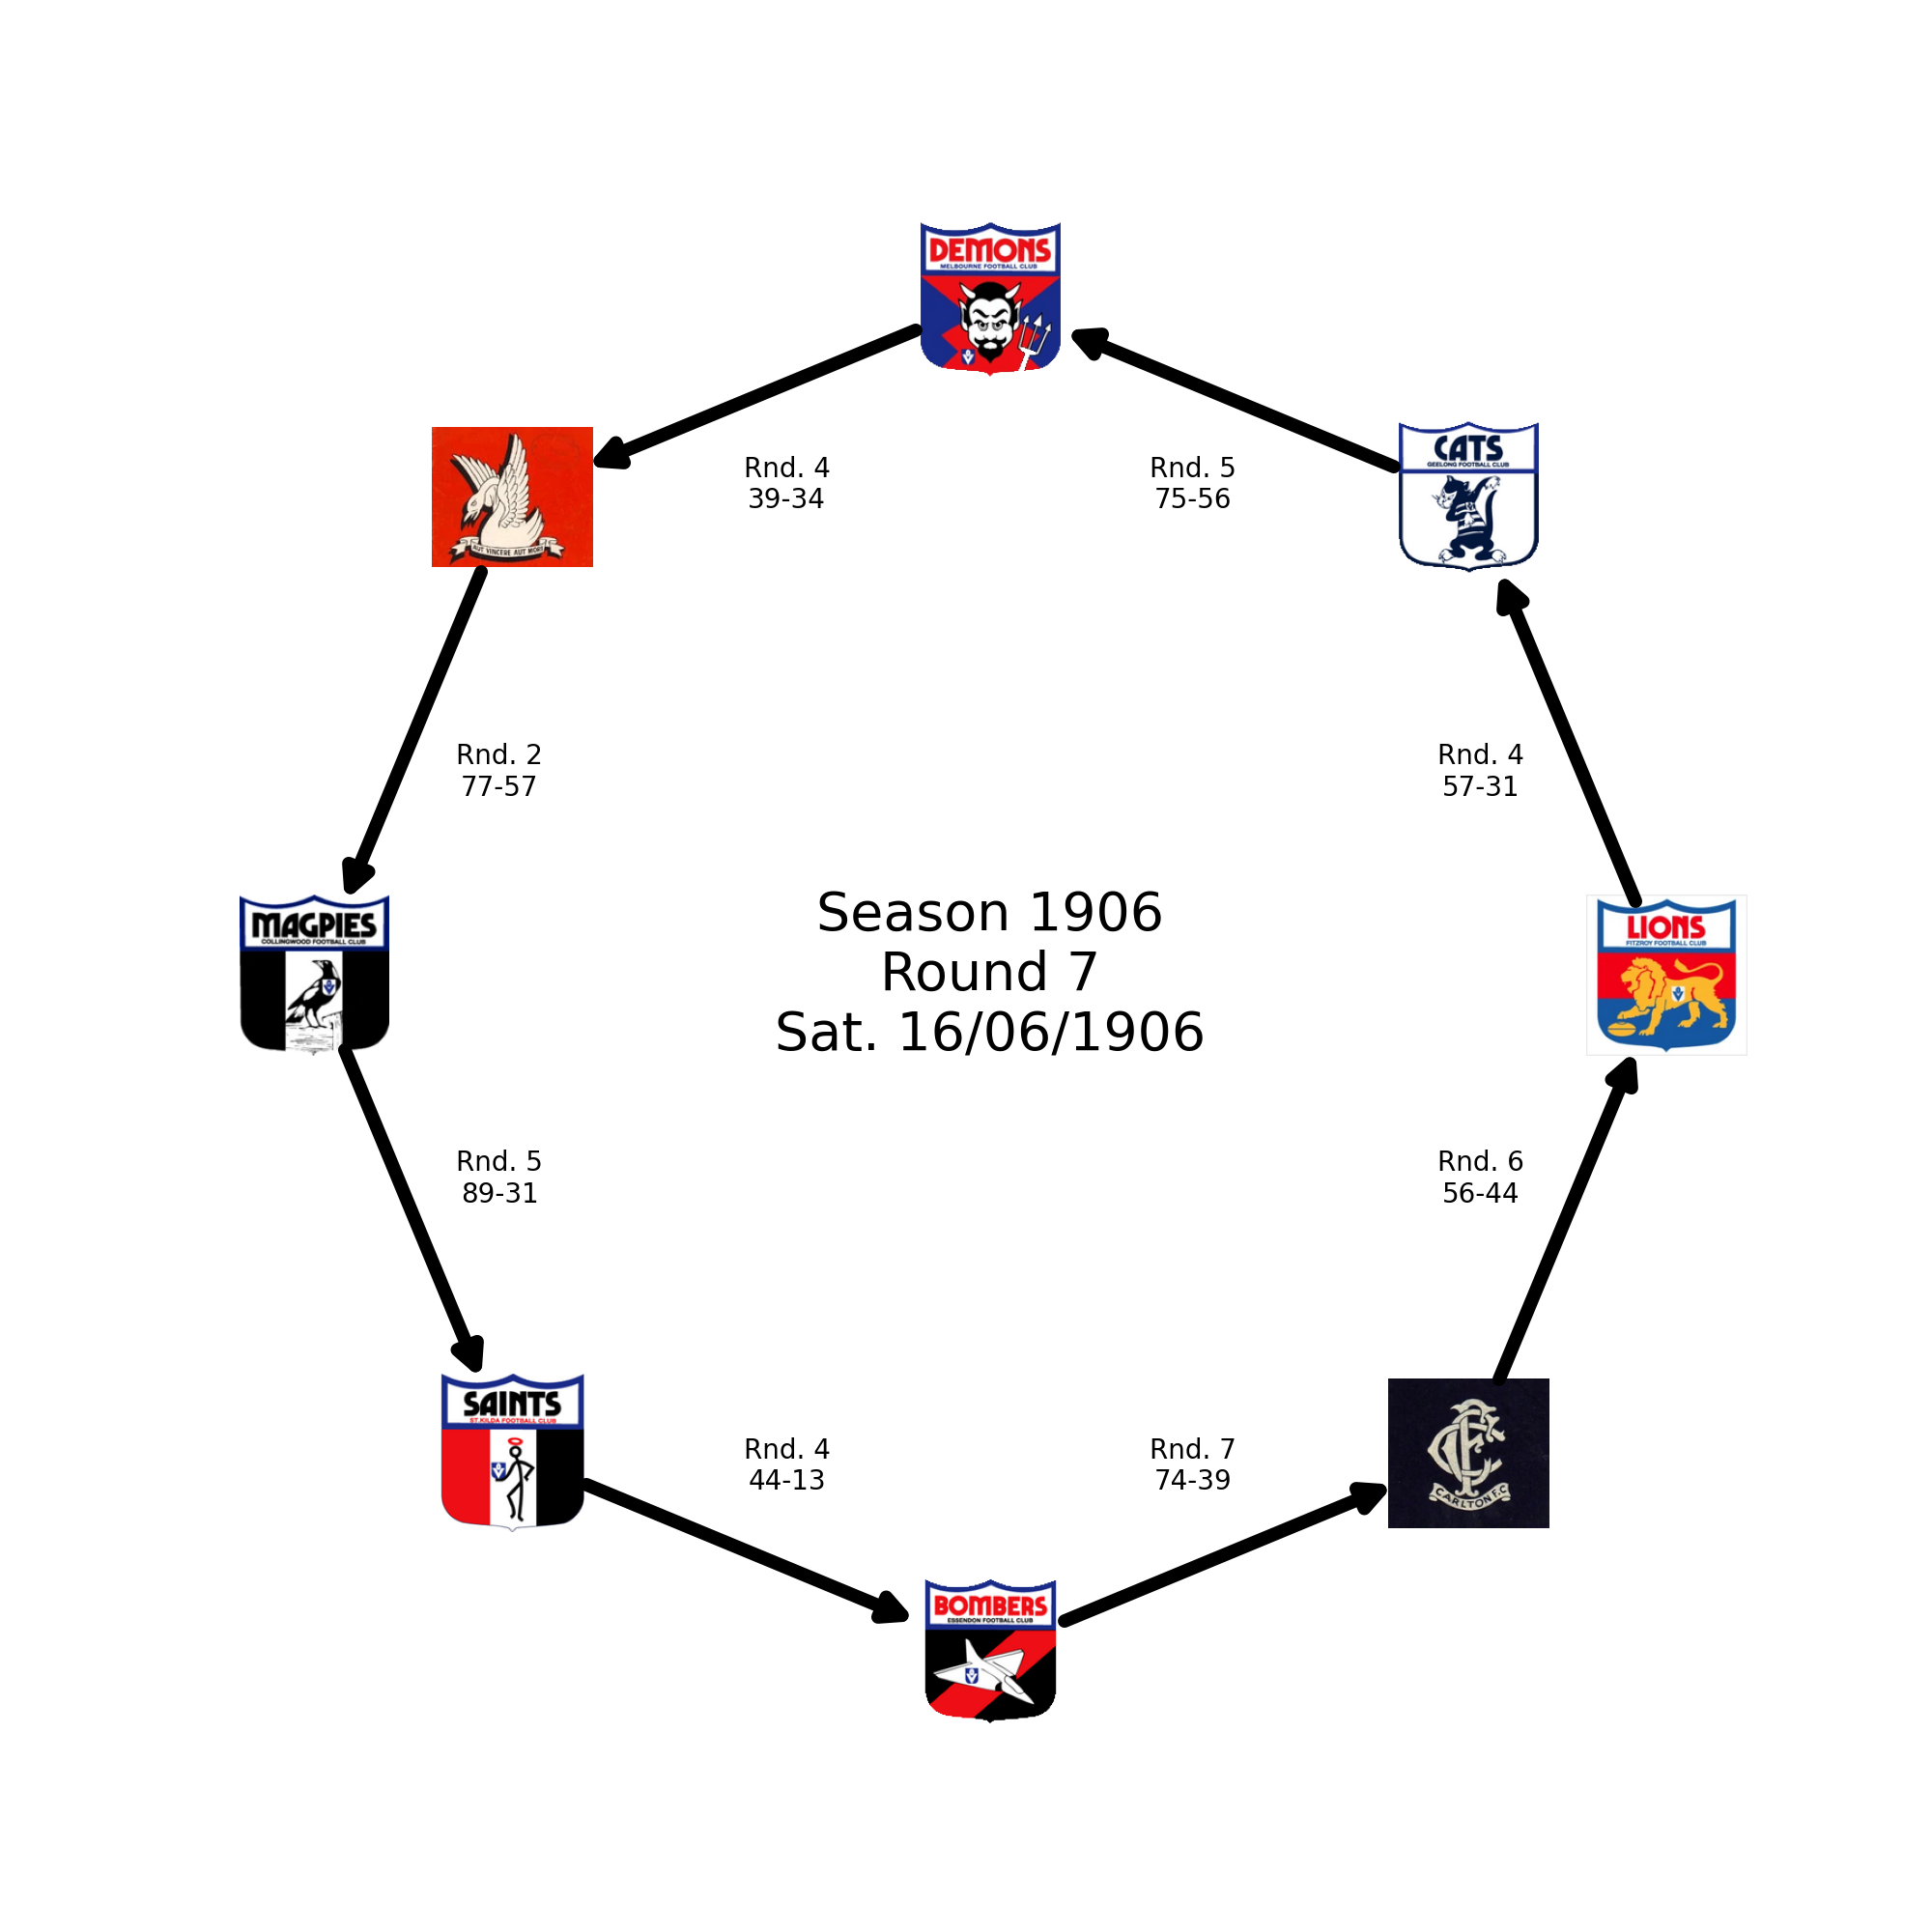 DEMONS
MELBOURNE FOOTBALL CLUB
CATS
GEELONG FOOTBALL CLUB
Rnd. 4
39-34
Rnd. 5
75-56
AUT VINCERE AUT MORI
Rnd. 2
77-57
Rnd. 4
57-31
Season 1906
Round 7
Sat. 16/06/1906
MAGPIES
COLLINGWOOD FOOTBALL CLUB
LIONS
FITZROY FOOTBALL CLUB
Rnd. 5
89-31
Rnd. 6
56-44
SAINTS
ST.KILDA FOOTBALL CLUB
Rnd. 4
44-13
Rnd. 7
74-39
CFC
CARLTON F.C
BOMBERS
ESSENDON FOOTBALL CLUB